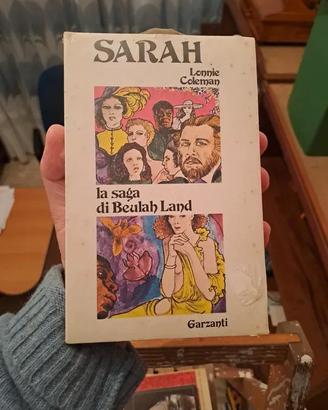 SARAH
Lonnie
Coleman
la saga
di Beulah Land
Garzanti